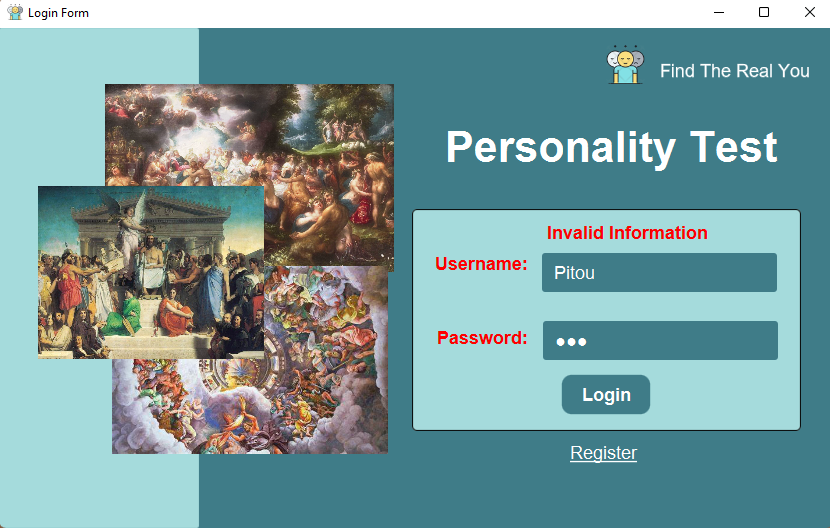 Login Form
Find The Real You
Personality Test
Invalid Information
Username:
Pitou
Password:
●●●
Login
Register